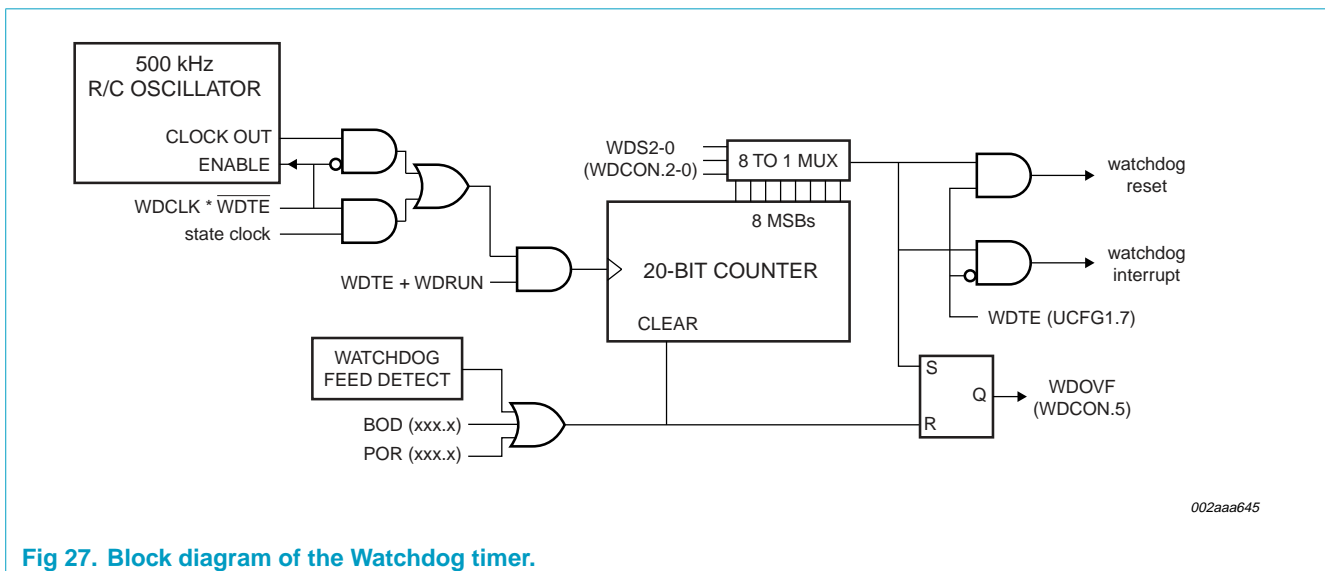 500 kHz
R/C OSCILLATOR
CLOCK OUT
ENABLE
WDCLK * W̅D̅T̅E̅
state clock
WDTE + WDRUN
WDS2-0
(WDCON.2-0)
8 TO 1 MUX
8 MSBs
20-BIT COUNTER
CLEAR
watchdog
reset
watchdog
interrupt
WDTE (UCFG1.7)
WATCHDOG
FEED DETECT
BOD (xxx.x)
POR (xxx.x)
S
Q
R
WDOVF
(WDCON.5)
002aaa645
Fig 27. Block diagram of the Watchdog timer.